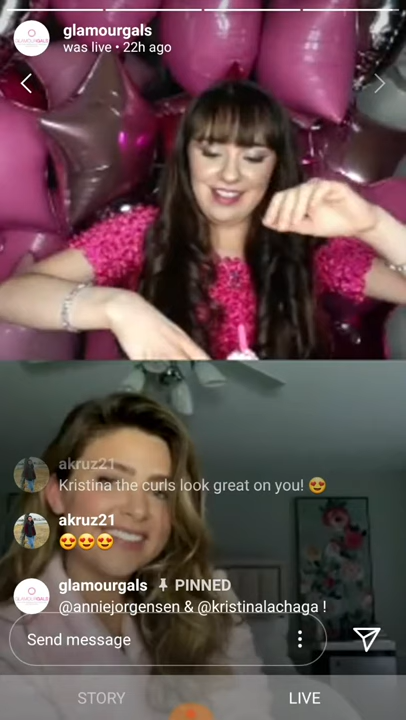 glamourgals
was live • 22h ago
akruz21
Kristina the curls look great on you! 😍
akruz21
😍😍😍
glamourgals PINNED
@anniejorgensen & @kristinalachaga !
Send message
STORY LIVE